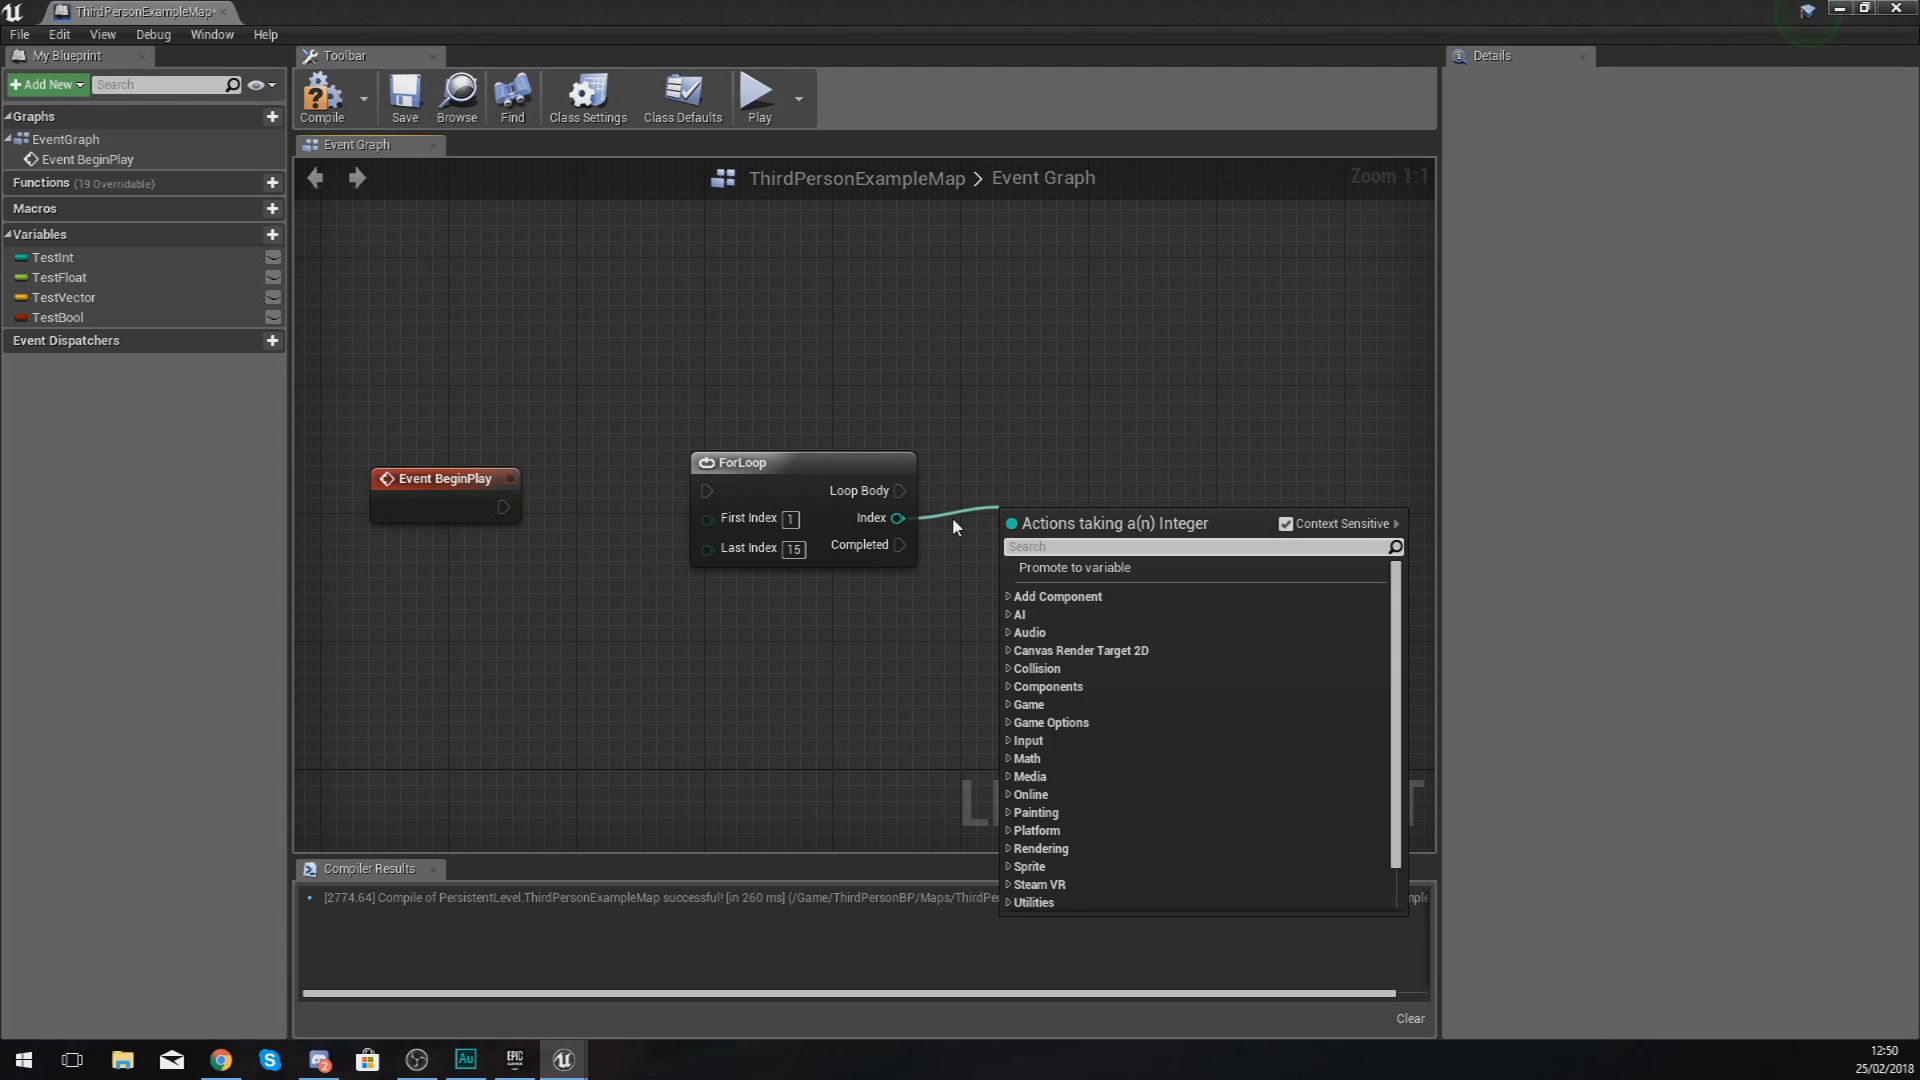 ThirdPersonExampleMap*
File Edit View Debug Window Help
My Blueprint
Toolbar
Details
Add New
Search
Compile
Save
Browse
Find
Class Settings
Class Defaults
Play
Graphs
EventGraph
Event BeginPlay
Functions (19 Overridable)
Macros
Variables
TestInt
TestFloat
TestVector
TestBool
Event Dispatchers
Event Graph
ThirdPersonExampleMap > Event Graph
Zoom 1:1
Event BeginPlay
ForLoop
Loop Body
First Index 1
Index
Last Index 15
Completed
Actions taking a(n) Integer
Context Sensitive
Search
Promote to variable
Add Component
AI
Audio
Canvas Render Target 2D
Collision
Components
Game
Game Options
Input
Math
Media
Online
Painting
Platform
Rendering
Sprite
Steam VR
Utilities
Compiler Results
[2774.64] Compile of PersistentLevel.ThirdPersonExampleMap successful! [in 260 ms] (/Game/ThirdPersonBP/Maps/ThirdPe
Clear
Au
EPIC
GAMES
2
12:50
25/02/2018